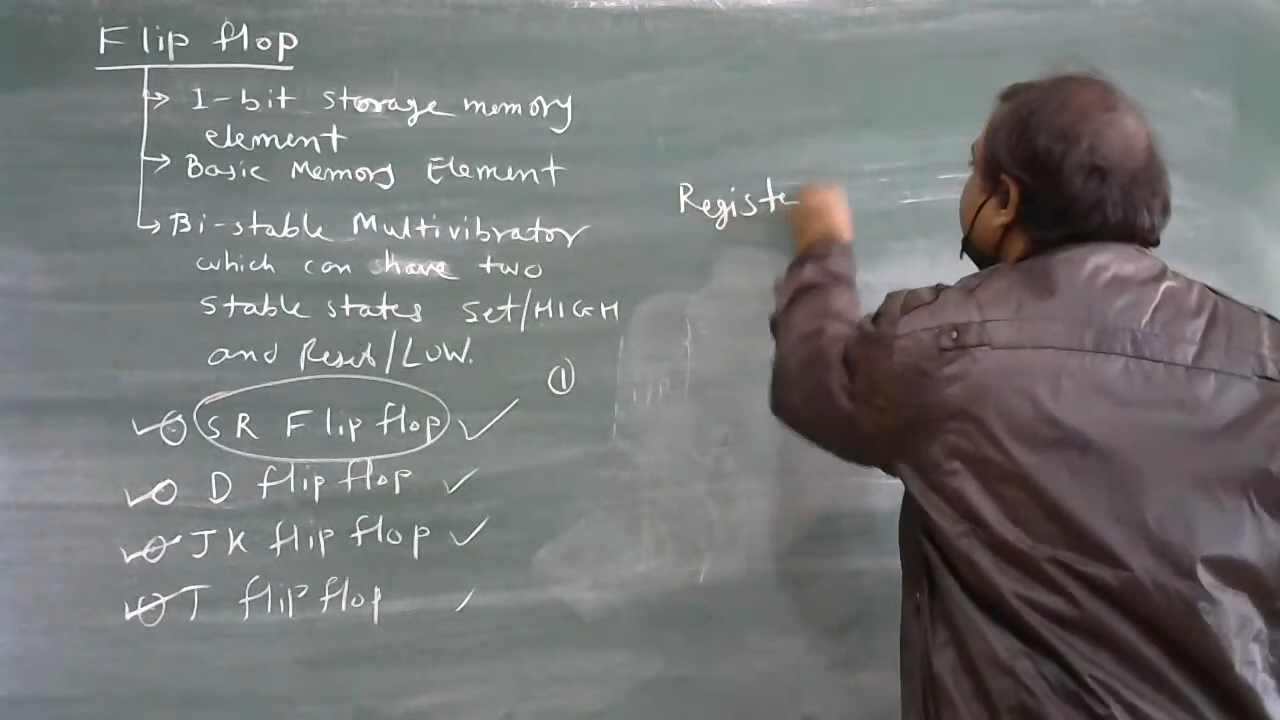 Flip flop
1-bit storage memory
element
Basic Memory Element
Bi-stable Multivibrator
which can have two
stable states set/HIGH
and Reset/LOW.
①
SR Flip flop
D flip flop
JK flip flop
T flip flop
Registe